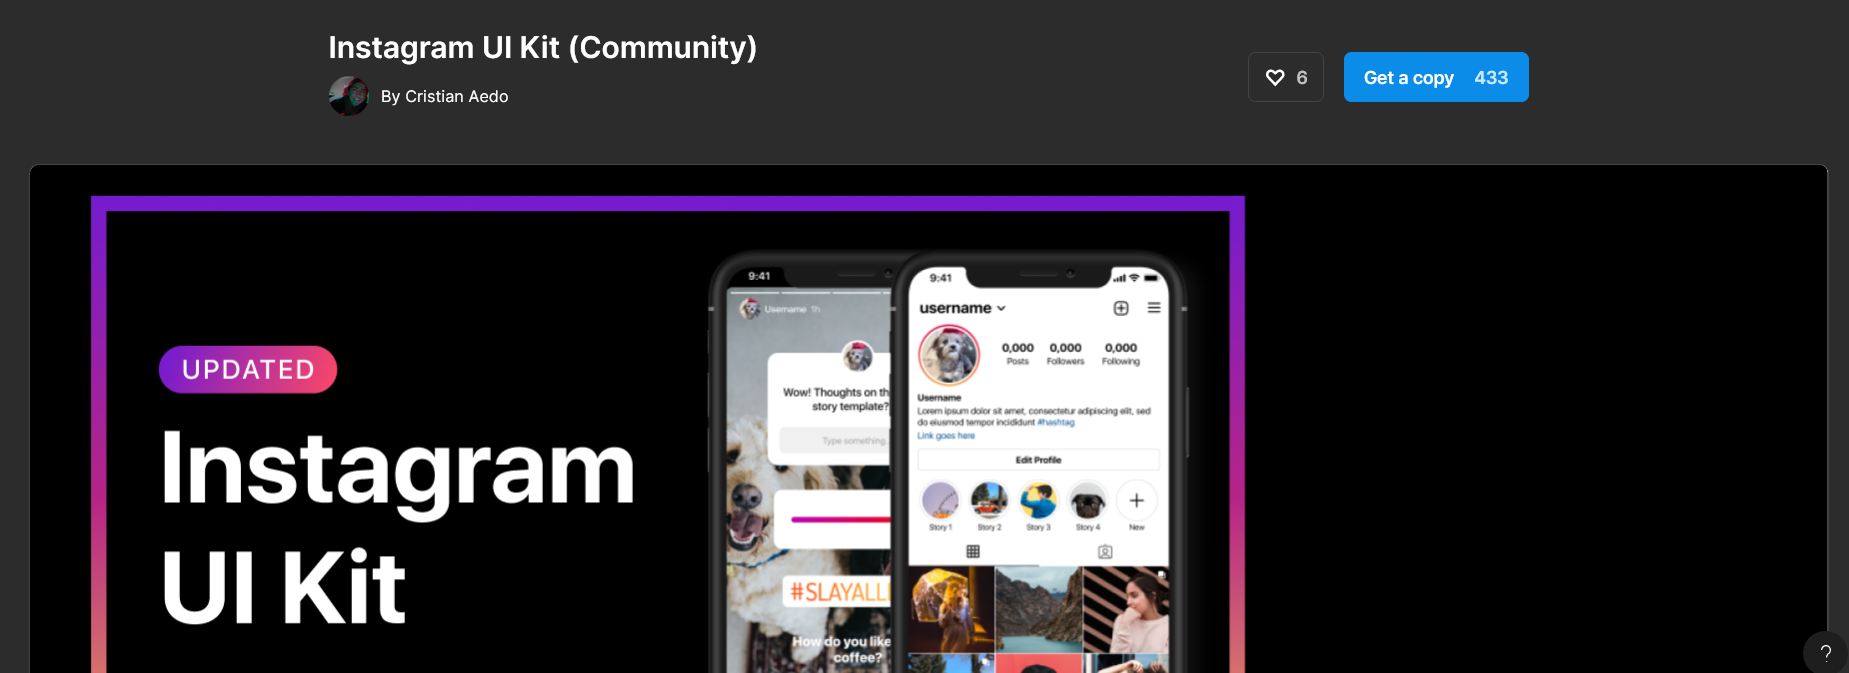 Instagram UI Kit (Community)
By Cristian Aedo
6
Get a copy 433
UPDATED
Instagram
UI Kit
9:41
Username 1h
Wow! Thoughts on th
story template?
Type something..
#SLAYALL
How do you like
coffee?
9:41
username
0,000 0,000 0,000
Posts Followers Following
Username
Lorem ipsum dolor sit amet, consectetur adipiscing elit, sed
do eiusmod tempor incididunt #hashtag
Link goes here
Edit Profile
Story 1 Story 2 Story 3 Story 4 New
?